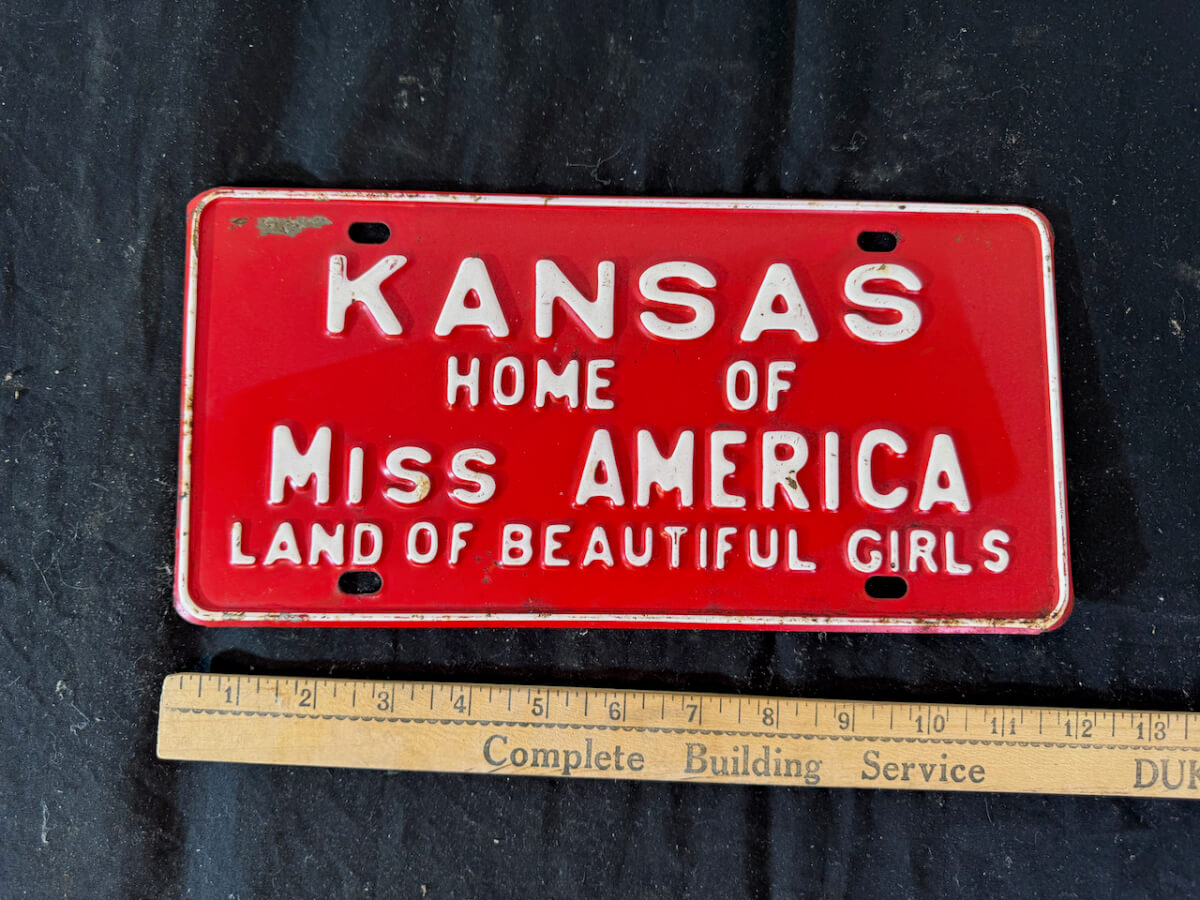 KANSAS
HOME OF
MISS AMERICA
LAND OF BEAUTIFUL GIRLS
1 2 3 4 5 6 7 8 9 10 11 12 13
Complete Building Service DUK